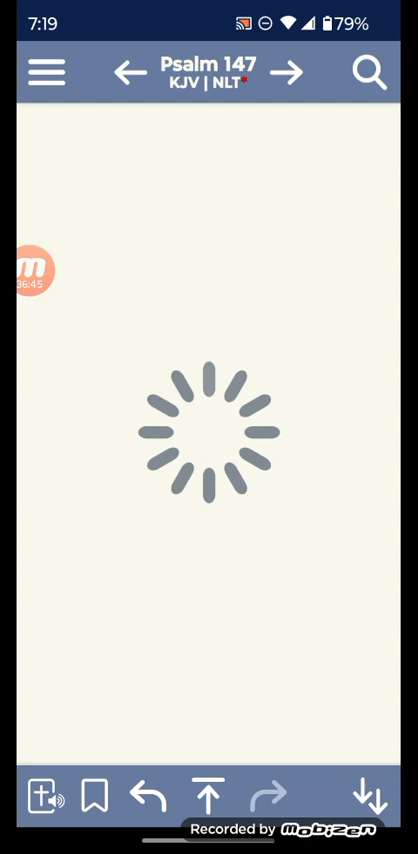 7:19
79%
Psalm 147
KJV | NLT*
m
36:45
Recorded by mobizen